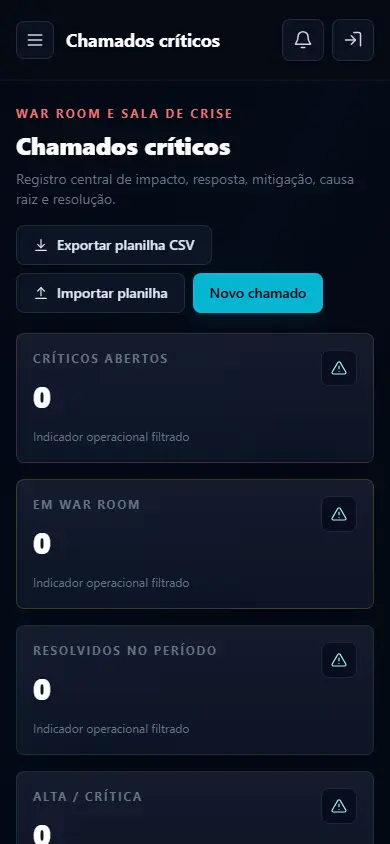 Chamados críticos
WAR ROOM E SALA DE CRISE
Chamados críticos
Registro central de impacto, resposta, mitigação, causa
raiz e resolução.
Exportar planilha CSV
Importar planilha
Novo chamado
CRÍTICOS ABERTOS
0
Indicador operacional filtrado
EM WAR ROOM
0
Indicador operacional filtrado
RESOLVIDOS NO PERÍODO
0
Indicador operacional filtrado
ALTA / CRÍTICA
0